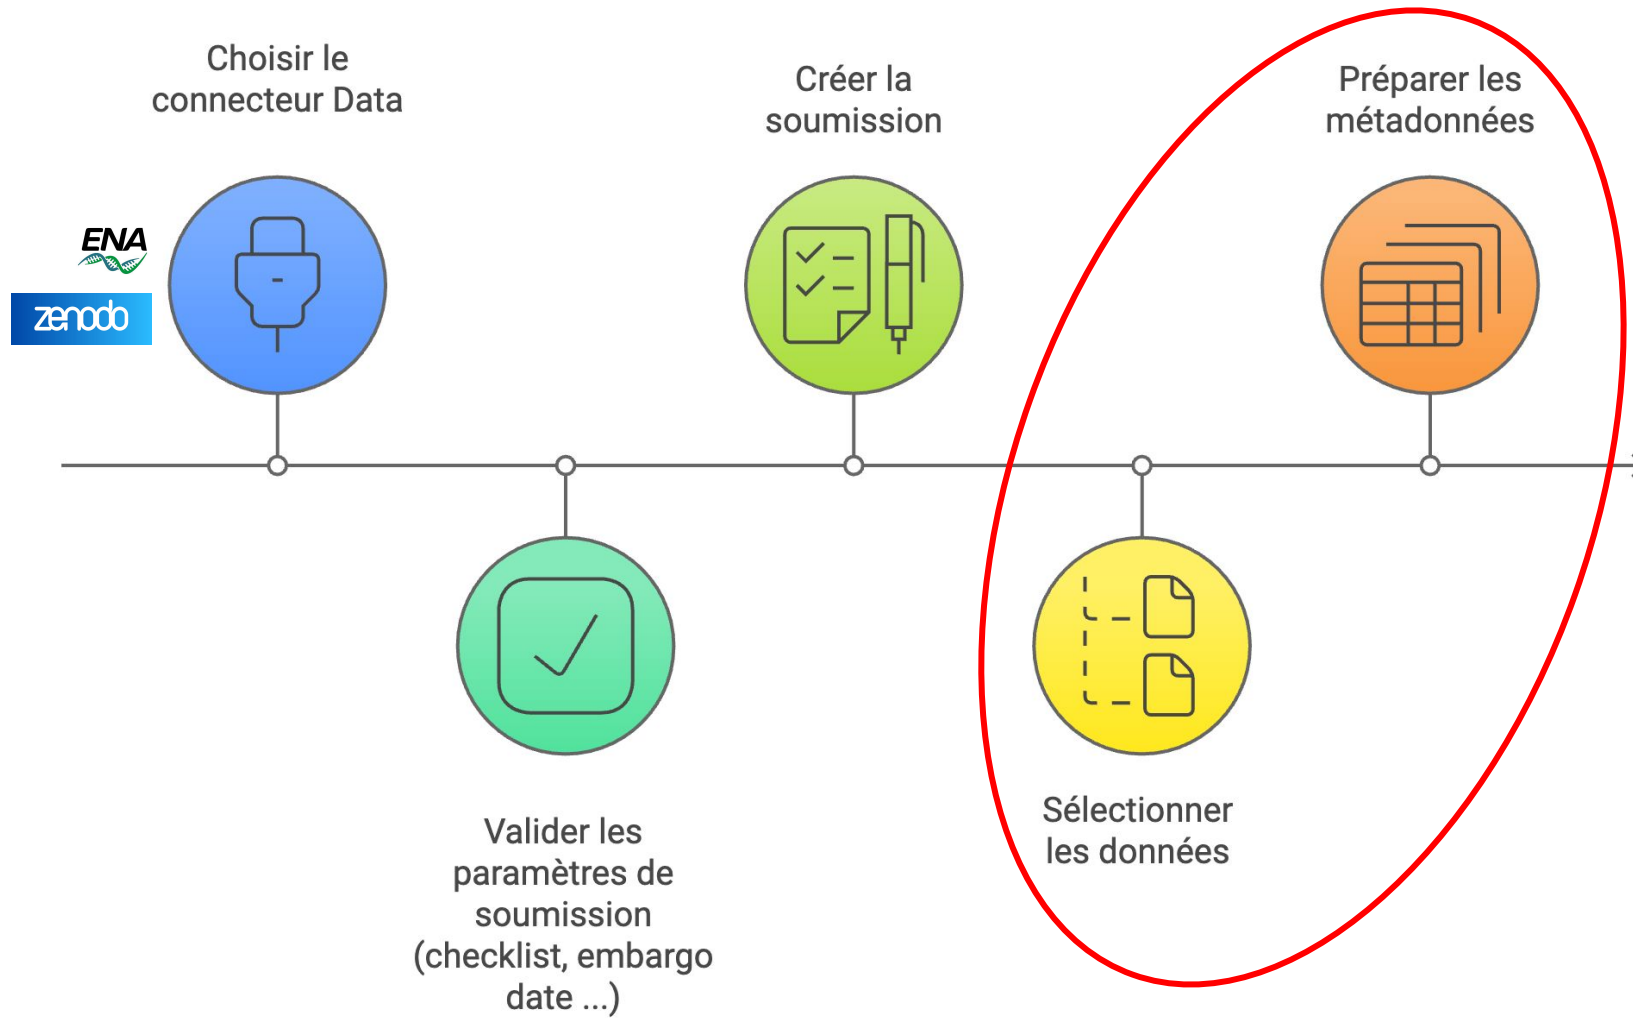 Choisir le
connecteur Data
ENA
zenodo
Valider les
paramètres de
soumission
(checklist, embargo
date ...)
Créer la
soumission
Sélectionner
les données
Préparer les
métadonnées